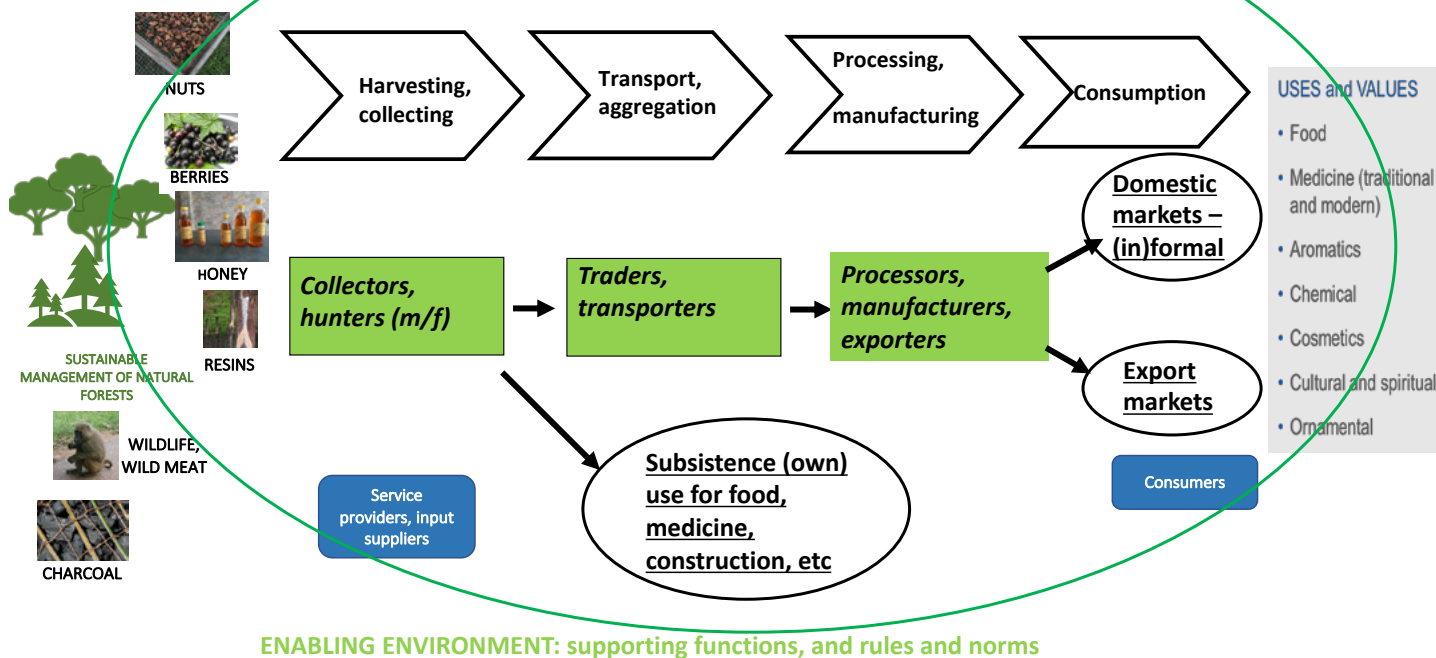 NUTS
BERRIES
HONEY
RESINS
SUSTAINABLE
MANAGEMENT OF NATURAL
FORESTS
WILDLIFE,
WILD MEAT
CHARCOAL
Harvesting,
collecting
Transport,
aggregation
Processing,
manufacturing
Consumption
Collectors,
hunters (m/f)
Traders,
transporters
Processors,
manufacturers,
exporters
Domestic
markets –
(in)formal
Export
markets
Subsistence (own)
use for food,
medicine,
construction, etc
Service
providers, input
suppliers
Consumers
USES and VALUES
• Food
• Medicine (traditional
and modern)
• Aromatics
• Chemical
• Cosmetics
• Cultural and spiritual
• Ornamental
ENABLING ENVIRONMENT: supporting functions, and rules and norms